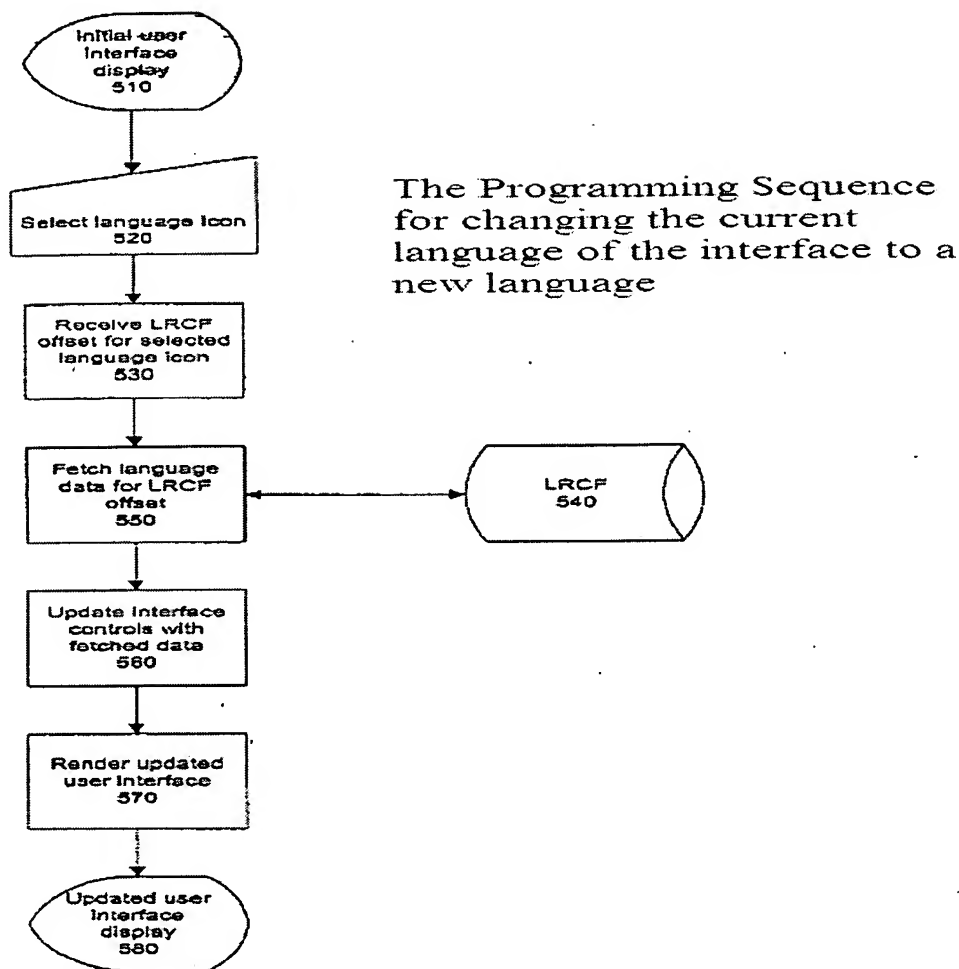 Initial user
Interface
display
510
Select language Icon
520
The Programming Sequence
for changing the current
language of the interface to a
new language
Receive LRCF
offset for selected
language Icon
530
Fetch language
data for LRCF
offset
550
LRCF
540
Update Interface
controls with
fetched data
560
Render updated
user Interface
570
Updated user
Interface
display
580